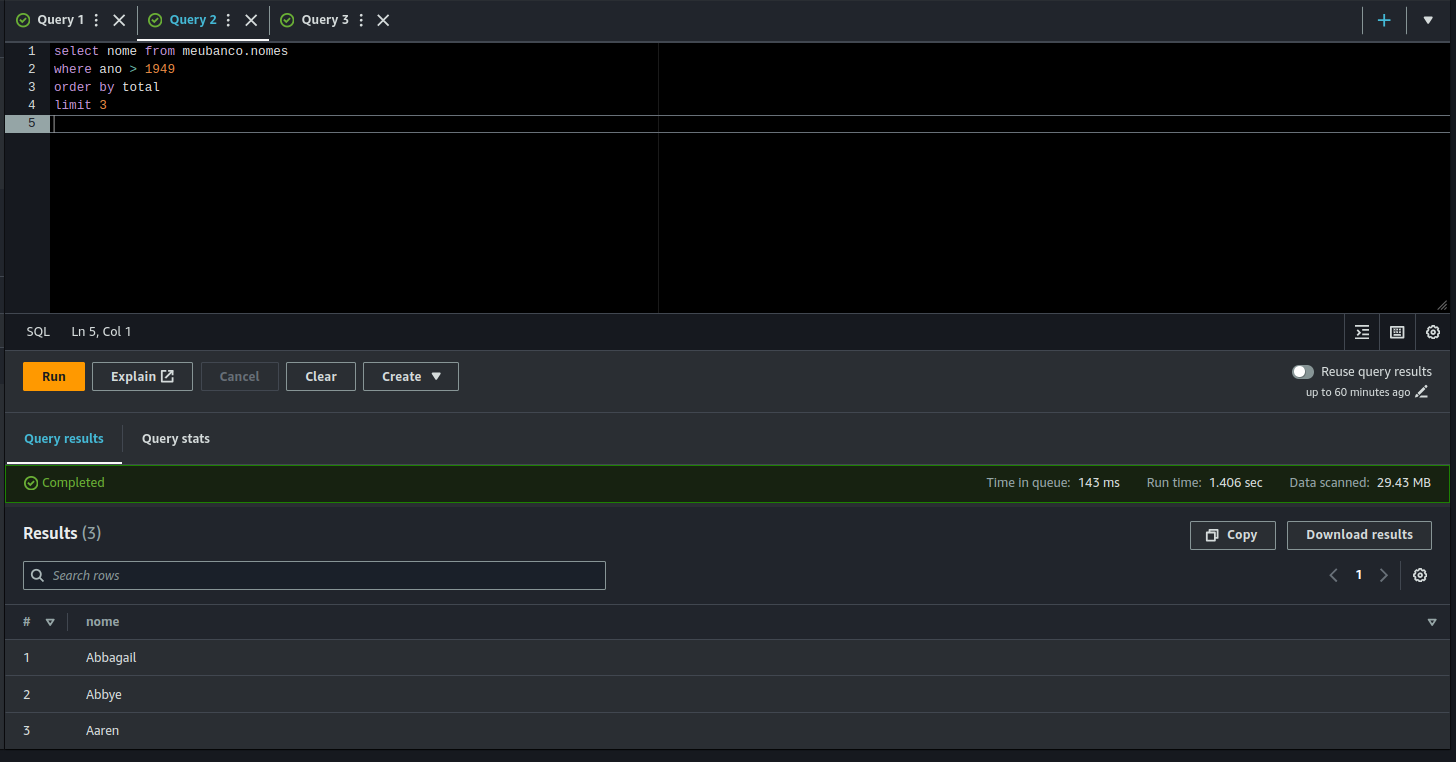 Query 1
Query 2
Query 3
1 select nome from meubanco.nomes
2 where ano > 1949
3 order by total
4 limit 3
5
SQL Ln 5, Col 1
Run Explain Cancel Clear Create
Reuse query results
up to 60 minutes ago
Query results Query stats
Completed Time in queue: 143 ms Run time: 1.406 sec Data scanned: 29.43 MB
Results (3) Copy Download results
Search rows 1
# nome
1 Abbagail
2 Abbye
3 Aaren